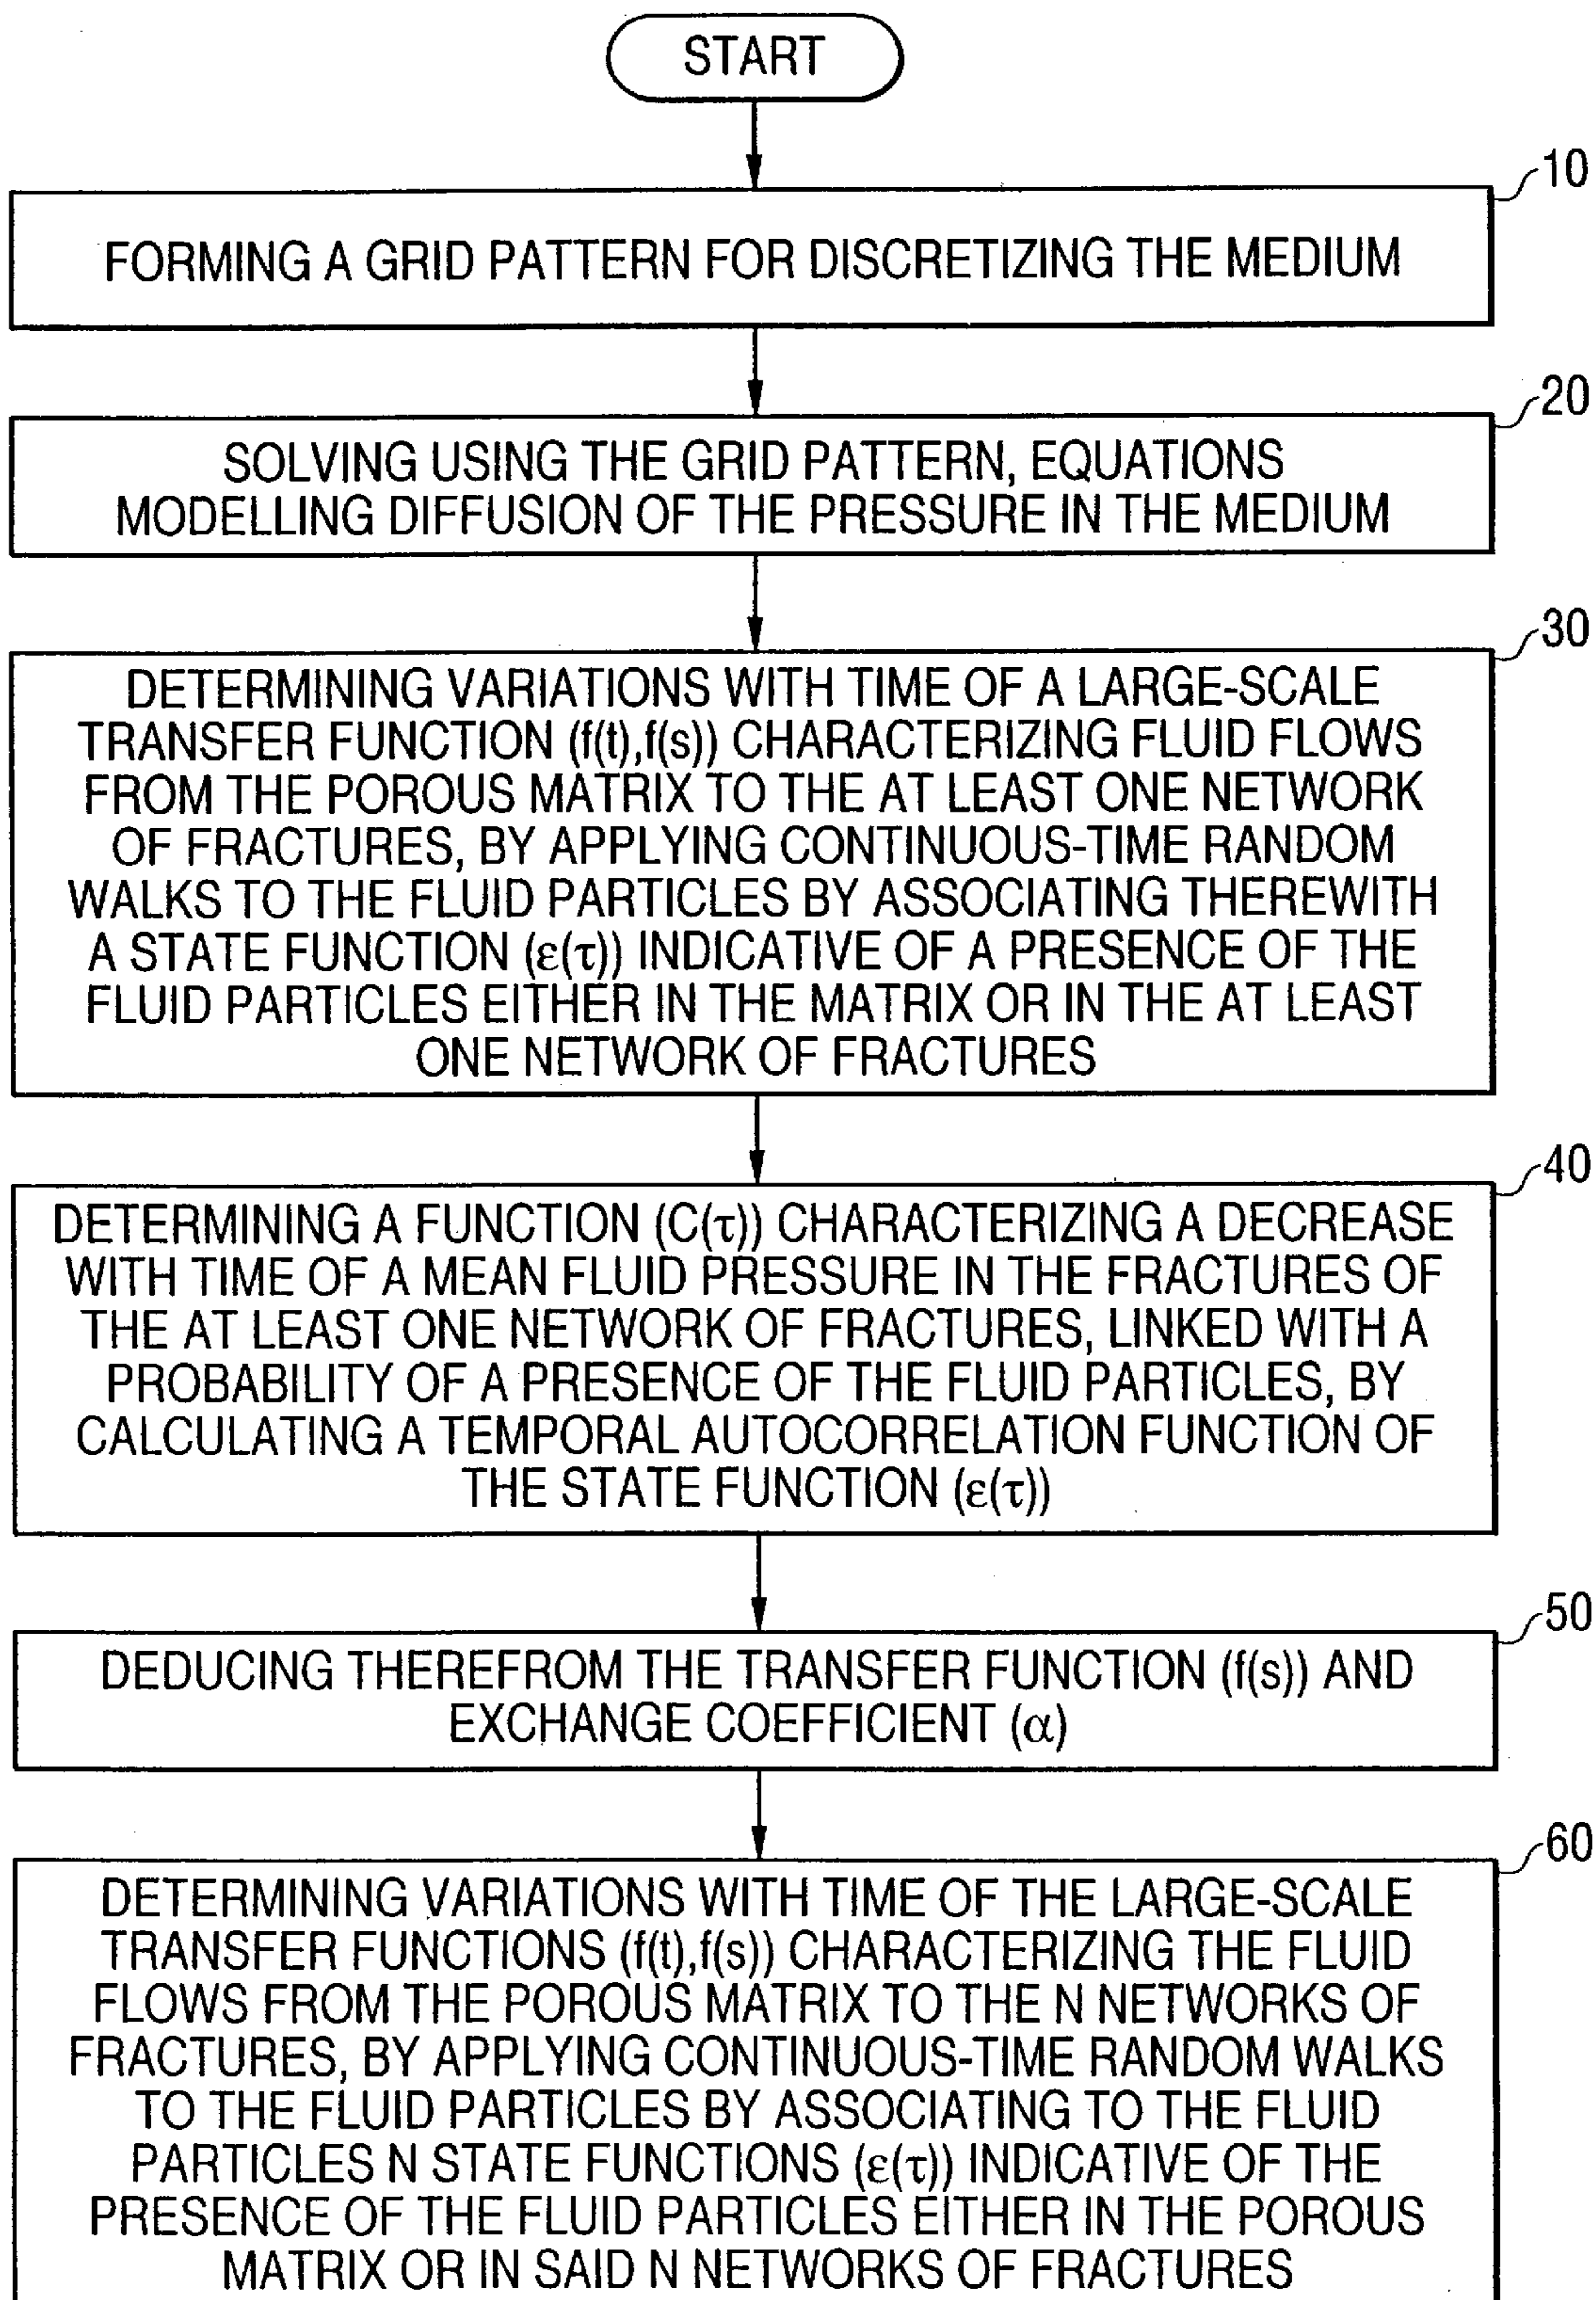 START
10
FORMING A GRID PATTERN FOR DISCRETIZING THE MEDIUM
20
SOLVING USING THE GRID PATTERN, EQUATIONS
MODELLING DIFFUSION OF THE PRESSURE IN THE MEDIUM
30
DETERMINING VARIATIONS WITH TIME OF A LARGE-SCALE
TRANSFER FUNCTION (f(t),f(s)) CHARACTERIZING FLUID FLOWS
FROM THE POROUS MATRIX TO THE AT LEAST ONE NETWORK
OF FRACTURES, BY APPLYING CONTINUOUS-TIME RANDOM
WALKS TO THE FLUID PARTICLES BY ASSOCIATING THEREWITH
A STATE FUNCTION (ε(τ)) INDICATIVE OF A PRESENCE OF THE
FLUID PARTICLES EITHER IN THE MATRIX OR IN THE AT LEAST
ONE NETWORK OF FRACTURES
40
DETERMINING A FUNCTION (C(τ)) CHARACTERIZING A DECREASE
WITH TIME OF A MEAN FLUID PRESSURE IN THE FRACTURES OF
THE AT LEAST ONE NETWORK OF FRACTURES, LINKED WITH A
PROBABILITY OF A PRESENCE OF THE FLUID PARTICLES, BY
CALCULATING A TEMPORAL AUTOCORRELATION FUNCTION OF
THE STATE FUNCTION (ε(τ))
50
DEDUCING THEREFROM THE TRANSFER FUNCTION (f(s)) AND
EXCHANGE COEFFICIENT (α)
60
DETERMINING VARIATIONS WITH TIME OF THE LARGE-SCALE
TRANSFER FUNCTIONS (f(t),f(s)) CHARACTERIZING THE FLUID
FLOWS FROM THE POROUS MATRIX TO THE N NETWORKS OF
FRACTURES, BY APPLYING CONTINUOUS-TIME RANDOM WALKS
TO THE FLUID PARTICLES BY ASSOCIATING TO THE FLUID
PARTICLES N STATE FUNCTIONS (ε(τ)) INDICATIVE OF THE
PRESENCE OF THE FLUID PARTICLES EITHER IN THE POROUS
MATRIX OR IN SAID N NETWORKS OF FRACTURES